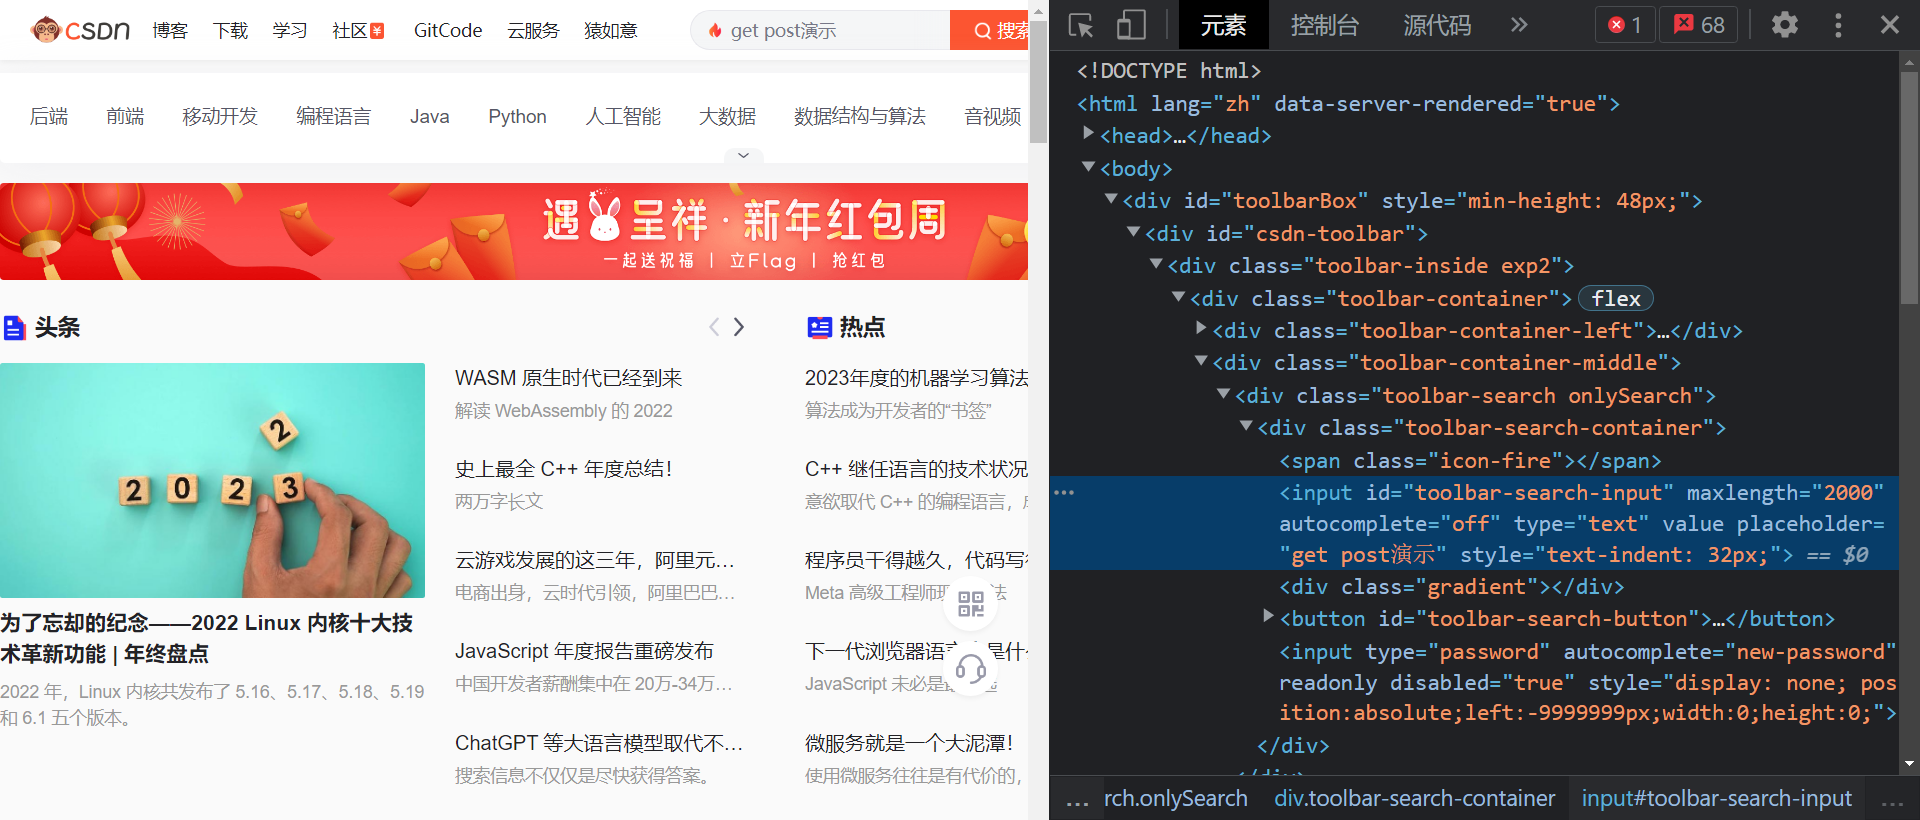 CSDN 博客 下载 学习 社区 ¥ GitCode 云服务 猿如意 get post演示 搜索
后端 前端 移动开发 编程语言 Java Python 人工智能 大数据 数据结构与算法 音视频
遇 呈祥·新年红包周
一起送祝福 | 立Flag | 抢红包
头条
2 0 2 3 2
为了忘却的纪念——2022 Linux 内核十大技
术革新功能 | 年终盘点
2022 年，Linux 内核共发布了 5.16、5.17、5.18、5.19
和 6.1 五个版本。
WASM 原生时代已经到来
解读 WebAssembly 的 2022
史上最全 C++ 年度总结！
两万字长文
云游戏发展的这三年，阿里元…
电商出身，云时代引领，阿里巴巴…
JavaScript 年度报告重磅发布
中国开发者薪酬集中在 20万-34万…
ChatGPT 等大语言模型取代不…
搜索信息不仅仅是尽快获得答案。
热点
2023年度的机器学习算法
算法成为开发者的“书签”
C++ 继任语言的技术状况
意欲取代 C++ 的编程语言，
程序员干得越久，代码写
Meta 高级工程师
下一代浏览器语言 是什
JavaScript 未必是
微服务就是一个大泥潭！
使用微服务往往是有代价的，
元素 控制台 源代码 » 1 68
<!DOCTYPE html>
<html lang="zh" data-server-rendered="true">
<head>…</head>
<body>
<div id="toolbarBox" style="min-height: 48px;">
<div id="csdn-toolbar">
<div class="toolbar-inside exp2">
<div class="toolbar-container"> flex
<div class="toolbar-container-left">…</div>
<div class="toolbar-container-middle">
<div class="toolbar-search onlySearch">
<div class="toolbar-search-container">
<span class="icon-fire"></span>
<input id="toolbar-search-input" maxlength="2000"
autocomplete="off" type="text" value placeholder=
"get post演示" style="text-indent: 32px;"> == $0
<div class="gradient"></div>
<button id="toolbar-search-button">…</button>
<input type="password" autocomplete="new-password"
readonly disabled="true" style="display: none; pos
ition:absolute;left:-9999999px;width:0;height:0;">
</div>
</div>
… rch.onlySearch div.toolbar-search-container input#toolbar-search-input …